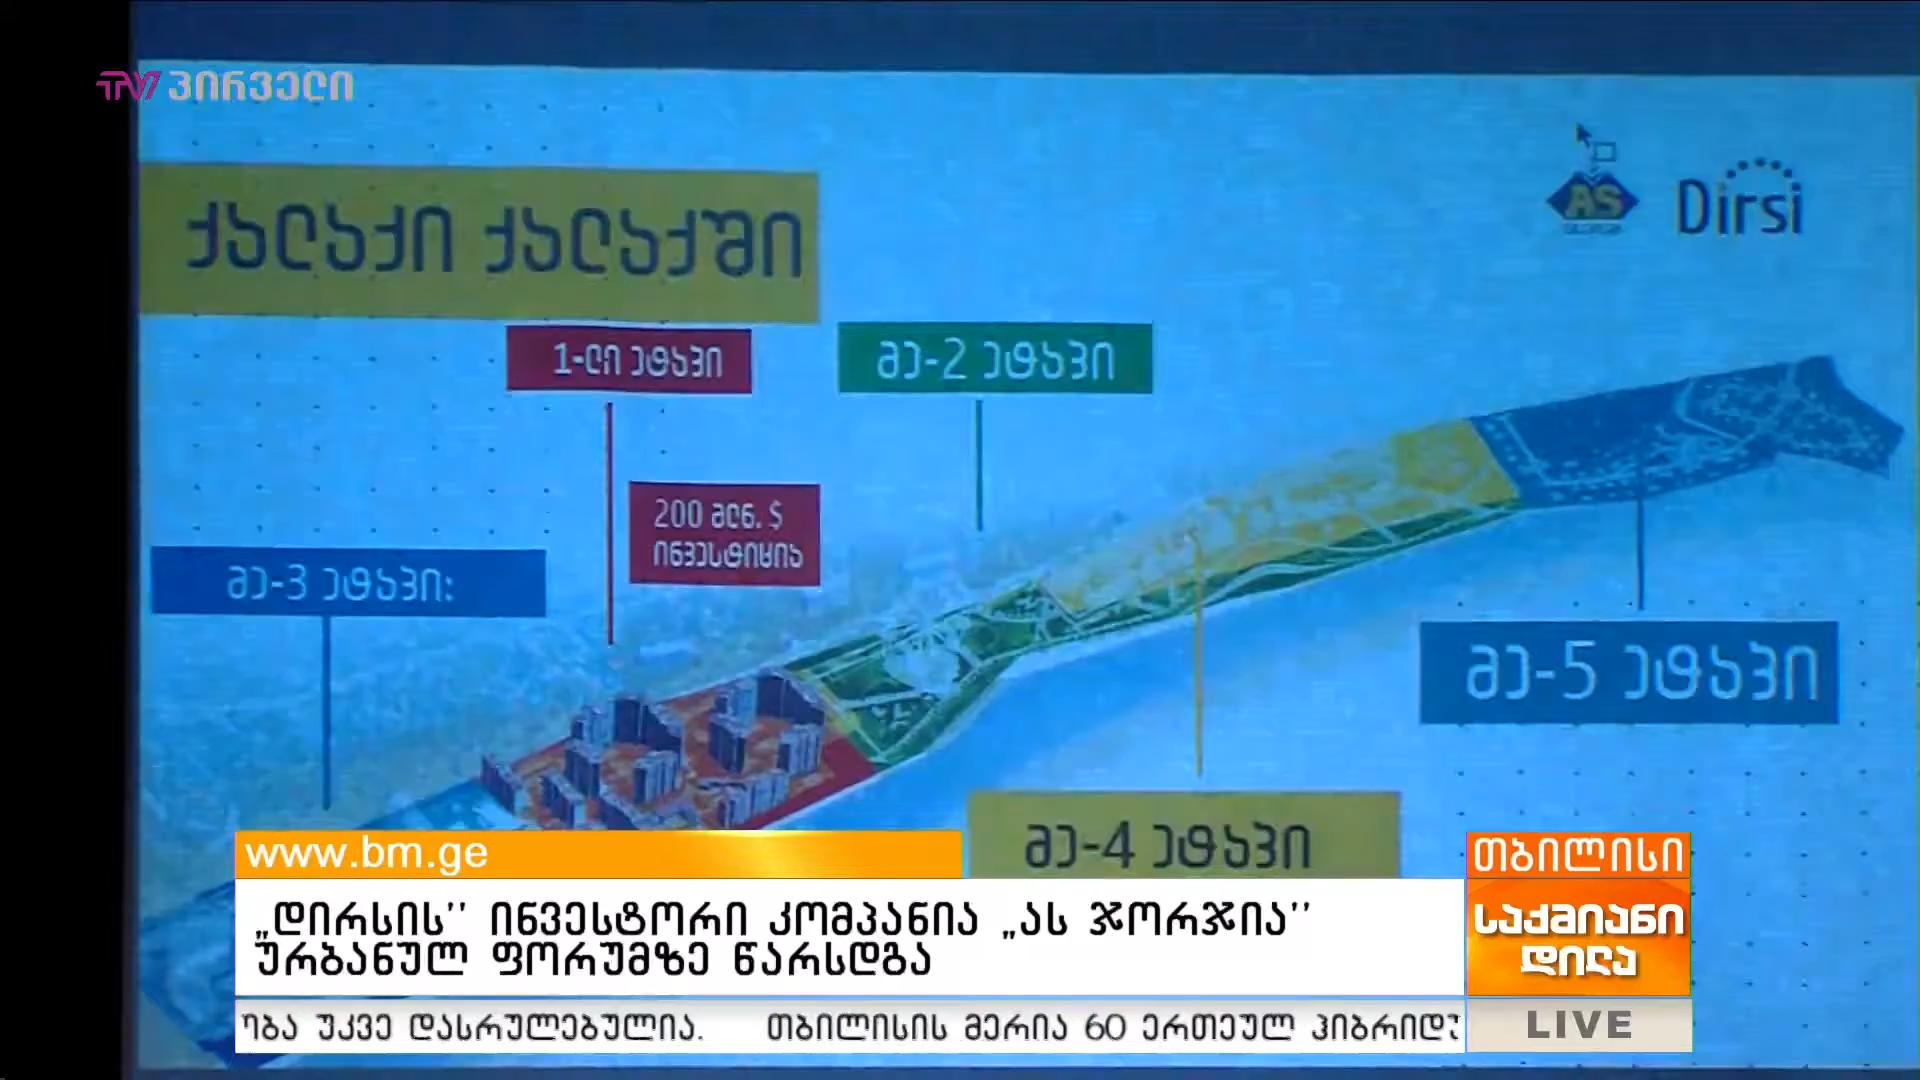 TV პირველი
AS
Dirsi
ქალაქი ქალაქში
1-ლი ეტაპი
მე-2 ეტაპი
200 მლნ. $
ინვესტიცია
მე-3 ეტაპი:
მე-5 ეტაპი
მე-4 ეტაპი
www.bm.ge
„დირსის'' ინვესტორი კომპანია „ას ჯორჯია''
ურბანულ ფორუმზე წარსდგა
თბილისი
საქმიანი
დილა
უკვე დასრულებულია. თბილისის მერია 60 ერთეულ
LIVE